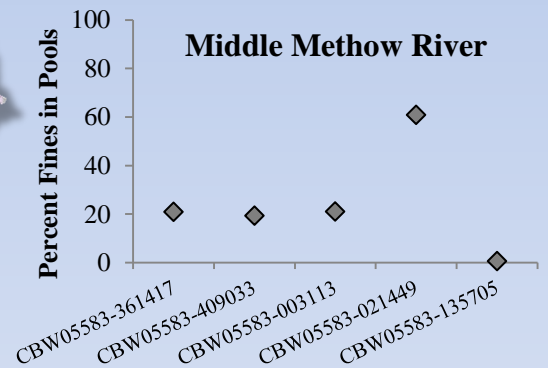 Middle Methow River
Percent Fines in Pools
100
80
60
40
20
0
CBW05583-361417
CBW05583-409033
CBW05583-003113
CBW05583-021449
CBW05583-135705